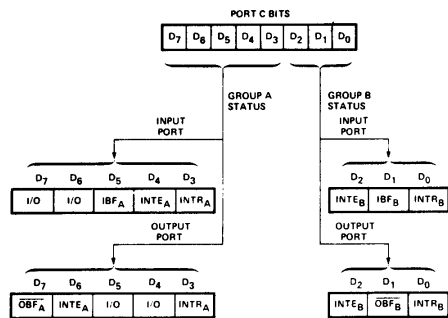 PORT C BITS
D7 D6 D5 D4 D3 D2 D1 D0
GROUP A STATUS
GROUP B STATUS
INPUT PORT
INPUT PORT
D7 D6 D5 D4 D3
D2 D1 D0
I/O I/O IBFA INTEA INTRA
INTEB IBFB INTRB
OUTPUT PORT
OUTPUT PORT
D7 D6 D5 D4 D3
D2 D1 D0
O̅B̅F̅A INTEA I/O I/O INTRA
INTEB O̅B̅F̅B INTRB